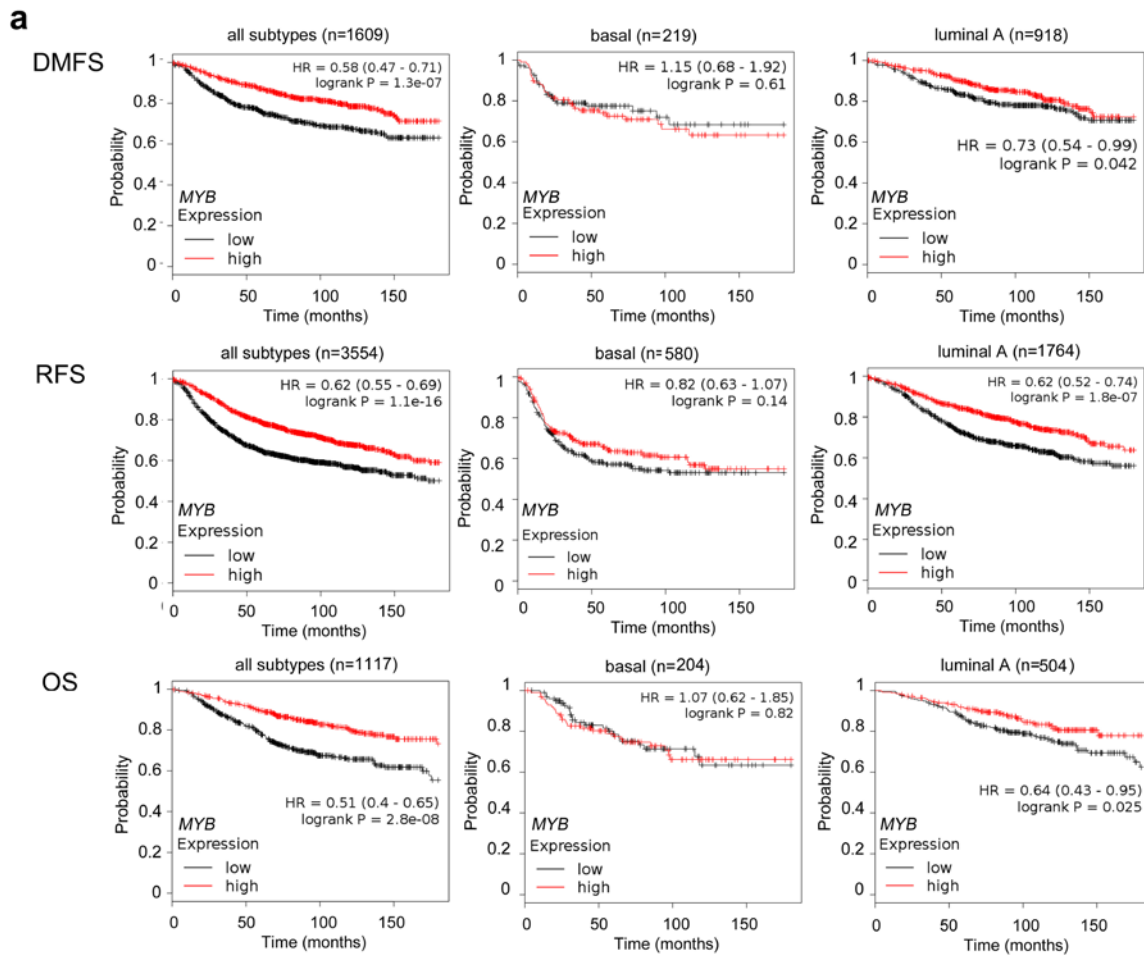 a
DMFS
all subtypes (n=1609)
HR = 0.58 (0.47 - 0.71)
logrank P = 1.3e-07
Probability
1
0.8
0.6
0.4
0.2
0
MYB
Expression
low
high
0 50 100 150
Time (months)
basal (n=219)
HR = 1.15 (0.68 - 1.92)
logrank P = 0.61
Probability
1
0.8
0.6
0.4
0.2
0
MYB
Expression
low
high
0 50 100 150
Time (months)
luminal A (n=918)
HR = 0.73 (0.54 - 0.99)
logrank P = 0.042
Probability
1
0.8
0.6
0.4
0.2
0
MYB
Expression
low
high
0 50 100 150
Time (months)
RFS
all subtypes (n=3554)
HR = 0.62 (0.55 - 0.69)
logrank P = 1.1e-16
Probability
1
0.8
0.6
0.4
0.2
0
MYB
Expression
low
high
0 50 100 150
Time (months)
basal (n=580)
HR = 0.82 (0.63 - 1.07)
logrank P = 0.14
Probability
1
0.8
0.6
0.4
0.2
0
MYB
Expression
low
high
0 50 100 150
Time (months)
luminal A (n=1764)
HR = 0.62 (0.52 - 0.74)
logrank P = 1.8e-07
Probability
1
0.8
0.6
0.4
0.2
0
MYB
Expression
low
high
0 50 100 150
Time (months)
OS
all subtypes (n=1117)
HR = 0.51 (0.4 - 0.65)
logrank P = 2.8e-08
Probability
1
0.8
0.6
0.4
0.2
0
MYB
Expression
low
high
0 50 100 150
Time (months)
basal (n=204)
HR = 1.07 (0.62 - 1.85)
logrank P = 0.82
Probability
1
0.8
0.6
0.4
0.2
0
MYB
Expression
low
high
0 50 100 150
Time (months)
luminal A (n=504)
HR = 0.64 (0.43 - 0.95)
logrank P = 0.025
Probability
1
0.8
0.6
0.4
0.2
0
MYB
Expression
low
high
0 50 100 150
Time (months)